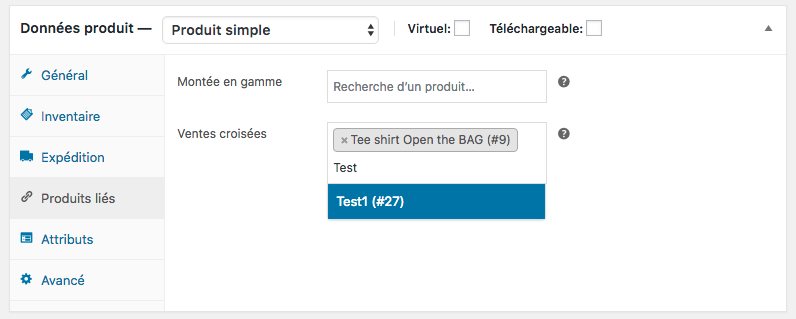 Données produit — Produit simple Virtuel: Téléchargeable:
Général
Inventaire
Expédition
Produits liés
Attributs
Avancé
Montée en gamme Recherche d'un produit...
Ventes croisées × Tee shirt Open the BAG (#9)
Test
Test1 (#27)